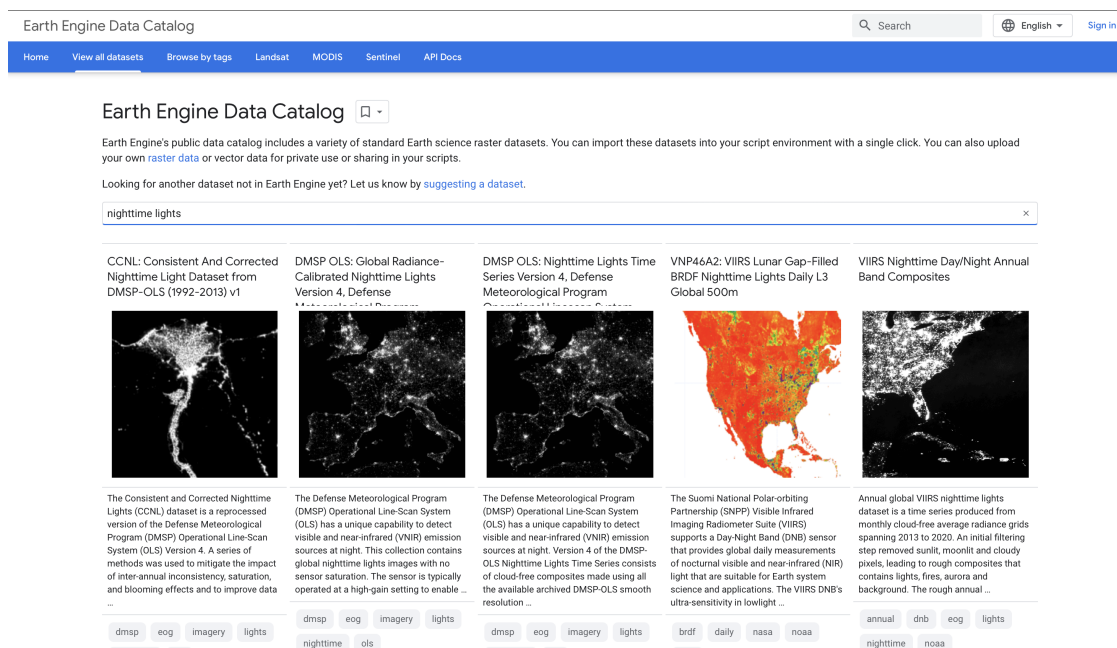 Earth Engine Data Catalog
Search
English
Sign in
Home
View all datasets
Browse by tags
Landsat
MODIS
Sentinel
API Docs
Earth Engine Data Catalog
Earth Engine's public data catalog includes a variety of standard Earth science raster datasets. You can import these datasets into your script environment with a single click. You can also upload
your own raster data or vector data for private use or sharing in your scripts.
Looking for another dataset not in Earth Engine yet? Let us know by suggesting a dataset.
nighttime lights
CCNL: Consistent And Corrected
Nighttime Light Dataset from
DMSP-OLS (1992-2013) v1
The Consistent and Corrected Nighttime
Lights (CCNL) dataset is a reprocessed
version of the Defense Meteorological
Program (DMSP) Operational Line-Scan
System (OLS) Version 4. A series of
methods was used to mitigate the impact
of inter-annual inconsistency, saturation,
and blooming effects and to improve data
...
dmsp eog imagery lights
DMSP OLS: Global Radiance-
Calibrated Nighttime Lights
Version 4, Defense
Meteorological Program
The Defense Meteorological Program
(DMSP) Operational Line-Scan System
(OLS) has a unique capability to detect
visible and near-infrared (VNIR) emission
sources at night. This collection contains
global nighttime lights images with no
sensor saturation. The sensor is typically
operated at a high-gain setting to enable ...
dmsp eog imagery lights
nighttime ols
DMSP OLS: Nighttime Lights Time
Series Version 4, Defense
Meteorological Program
Operational Linescan System
The Defense Meteorological Program
(DMSP) Operational Line-Scan System
(OLS) has a unique capability to detect
visible and near-infrared (VNIR) emission
sources at night. Version 4 of the DMSP-
OLS Nighttime Lights Time Series consists
of cloud-free composites made using all
the available archived DMSP-OLS smooth
resolution ...
dmsp eog imagery lights
VNP46A2: VIIRS Lunar Gap-Filled
BRDF Nighttime Lights Daily L3
Global 500m
The Suomi National Polar-orbiting
Partnership (SNPP) Visible Infrared
Imaging Radiometer Suite (VIIRS)
supports a Day-Night Band (DNB) sensor
that provides global daily measurements
of nocturnal visible and near-infrared (NIR)
light that are suitable for Earth system
science and applications. The VIIRS DNB's
ultra-sensitivity in lowlight ...
brdf daily nasa noaa
VIIRS Nighttime Day/Night Annual
Band Composites
Annual global VIIRS nighttime lights
dataset is a time series produced from
monthly cloud-free average radiance grids
spanning 2013 to 2020. An initial filtering
step removed sunlit, moonlit and cloudy
pixels, leading to rough composites that
contains lights, fires, aurora and
background. The rough annual ...
annual dnb eog lights
nighttime noaa